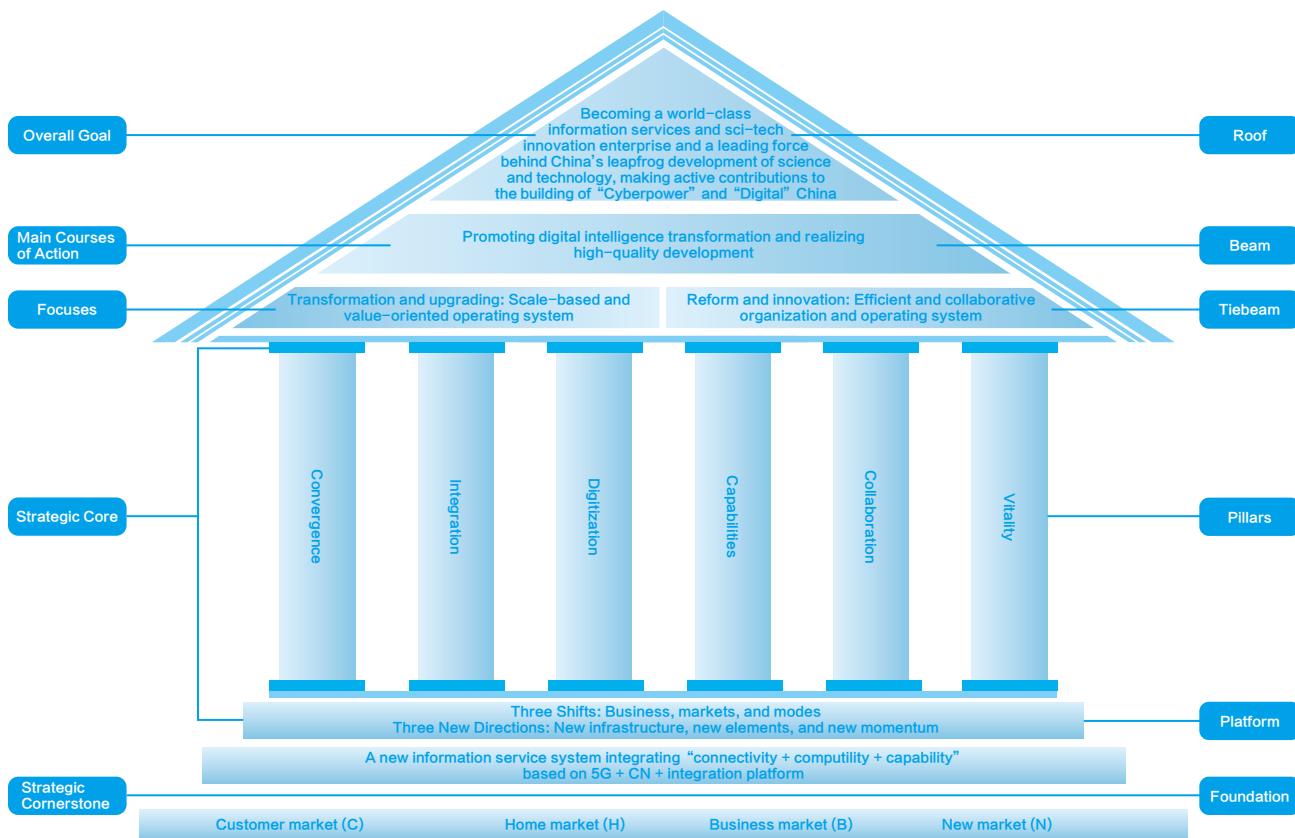 Becoming a world-class
information services and sci-tech
innovation enterprise and a leading force
behind China's leapfrog development of science
and technology, making active contributions to
the building of “Cyberpower” and “Digital” China
Overall Goal
Roof
Main Courses
of Action
Promoting digital intelligence transformation and realizing
high-quality development
Beam
Focuses
Transformation and upgrading: Scale-based and
value-oriented operating system
Reform and innovation: Efficient and collaborative
organization and operating system
Tiebeam
Strategic Core
Convergence
Integration
Digitization
Capabilities
Collaboration
Vitality
Pillars
Three Shifts: Business, markets, and modes
Three New Directions: New infrastructure, new elements, and new momentum
Platform
A new information service system integrating “connectivity + computility + capability”
based on 5G + CN + integration platform
Strategic
Cornerstone
Foundation
Customer market (C)
Home market (H)
Business market (B)
New market (N)